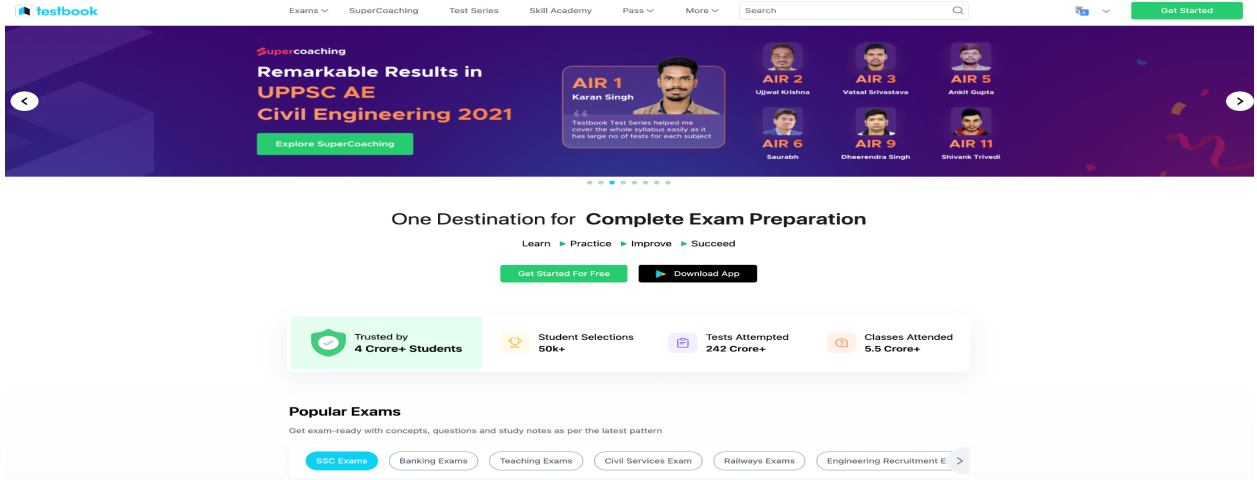 testbook
Exams SuperCoaching Test Series Skill Academy Pass More Search Get Started
Supercoaching
Remarkable Results in
UPPSC AE
Civil Engineering 2021
Explore SuperCoaching
AIR 1
Karan Singh
Testbook Test Series helped me
cover the whole syllabus easily as it
has large no of tests for each subject
AIR 2 AIR 3 AIR 5
Ujjwal Krishna Vatsal Srivastava Ankit Gupta
AIR 6 AIR 9 AIR 11
Saurabh Dheerendra Singh Shivank Trivedi
One Destination for Complete Exam Preparation
Learn Practice Improve Succeed
Get Started For Free Download App
Trusted by
4 Crore+ Students
Student Selections
50k+
Tests Attempted
242 Crore+
Classes Attended
5.5 Crore+
Popular Exams
Get exam-ready with concepts, questions and study notes as per the latest pattern
SSC Exams Banking Exams Teaching Exams Civil Services Exam Railways Exams Engineering Recruitment E